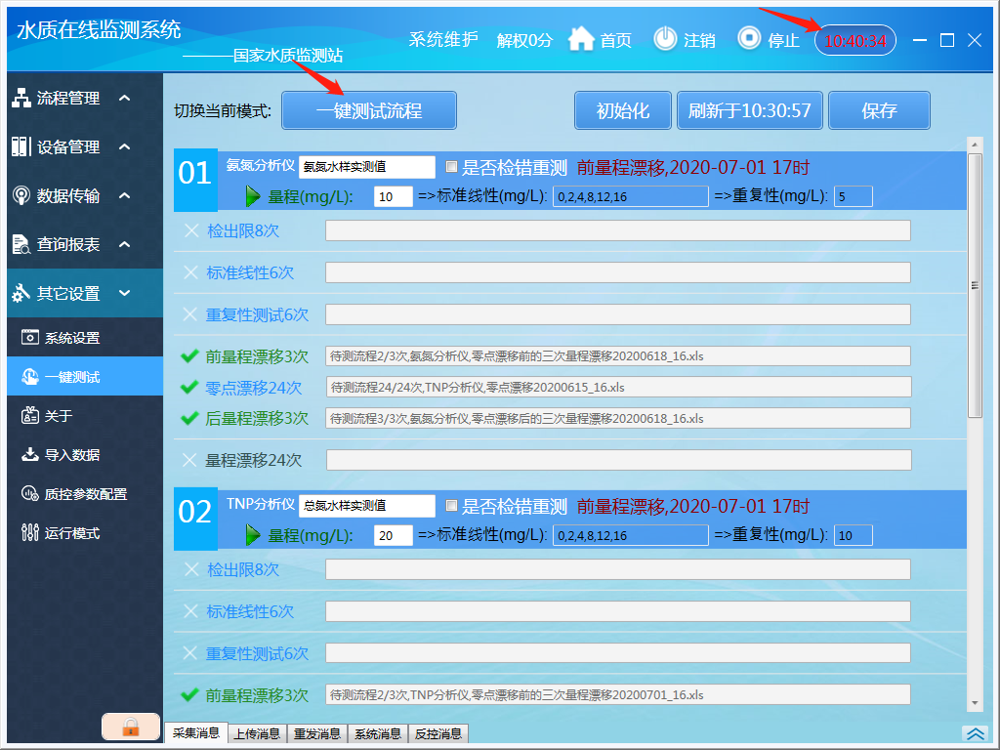 水质在线监测系统
———国家水质监测站
系统维护 解权0分 首页 注销 停止 10:40:34
流程管理
设备管理
数据传输
查询报表
其它设置
系统设置
一键测试
关于
导入数据
质控参数配置
运行模式
切换当前模式: 一键测试流程 初始化 刷新于10:30:57 保存
01 氨氮分析仪 氨氮水样实测值 是否检错重测 前量程漂移,2020-07-01 17时
量程(mg/L): 10 =>标准线性(mg/L): 0,2,4,8,12,16 =>重复性(mg/L): 5
检出限8次
标准线性6次
重复性测试6次
前量程漂移3次 待测流程2/3次,氨氮分析仪,零点漂移前的三次量程漂移20200618_16.xls
零点漂移24次 待测流程24/24次,TNP分析仪,零点漂移20200615_16.xls
后量程漂移3次 待测流程3/3次,氨氮分析仪,零点漂移后的三次量程漂移20200618_16.xls
量程漂移24次
02 TNP分析仪 总氮水样实测值 是否检错重测 前量程漂移,2020-07-01 17时
量程(mg/L): 20 =>标准线性(mg/L): 0,2,4,8,12,16 =>重复性(mg/L): 10
检出限8次
标准线性6次
重复性测试6次
前量程漂移3次 待测流程2/3次,TNP分析仪,零点漂移前的三次量程漂移20200701_16.xls
采集消息 上传消息 重发消息 系统消息 反控消息